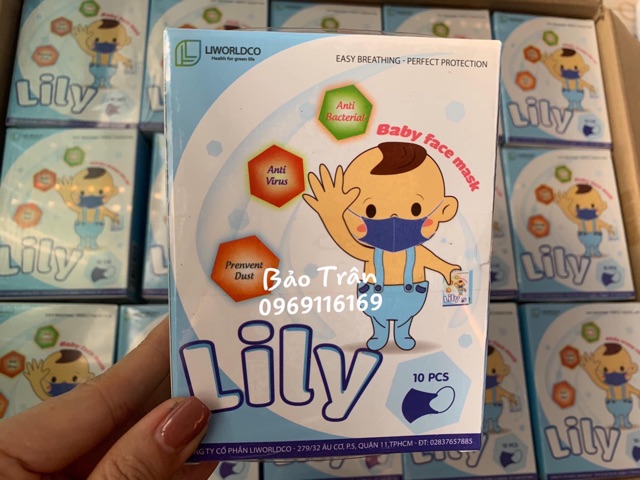 LIWORLDCO
Health for green life
EASY BREATHING - PERFECT PROTECTION
Anti
Bacterial
Baby face mask
Anti
Virus
Prenvent
Dust
Bảo Trân
0969116169
Lily
10 PCS
TY CỔ PHẦN LIWORLDCO - 279/32 ÂU CƠ, P.5, QUẬN 11, TPHCM - ĐT: 02837657885